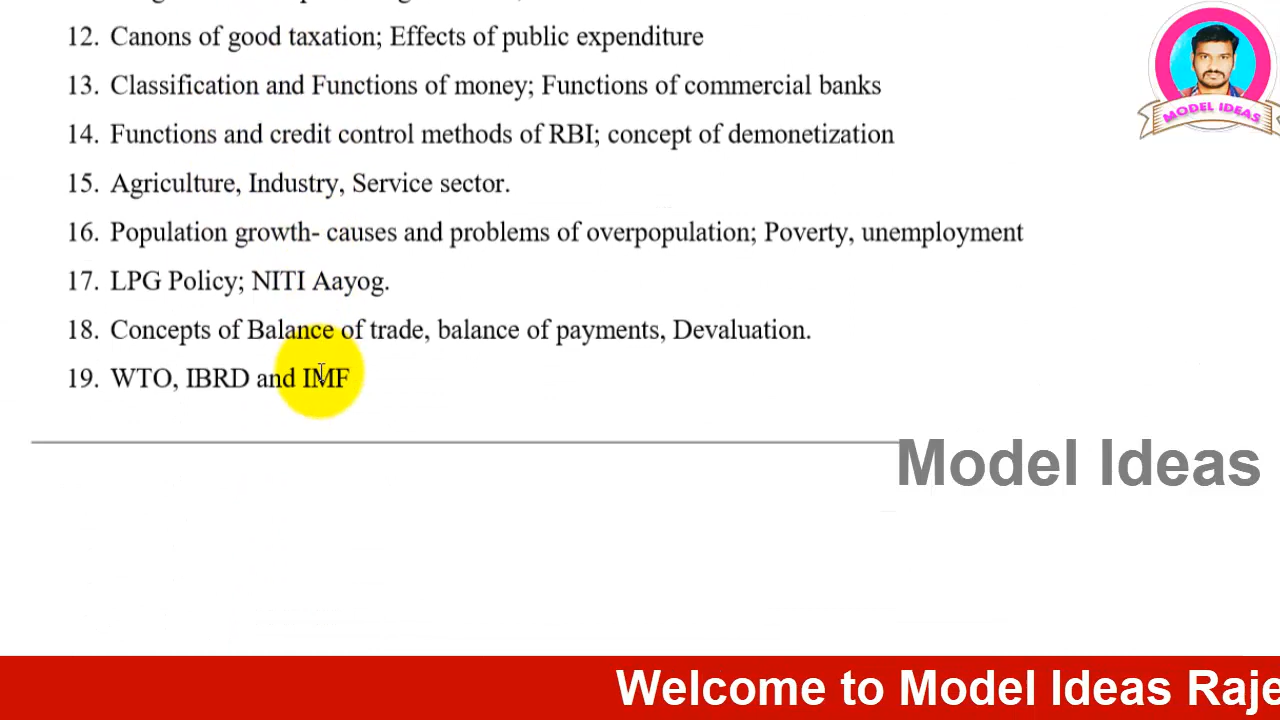 12. Canons of good taxation; Effects of public expenditure
13. Classification and Functions of money; Functions of commercial banks
14. Functions and credit control methods of RBI; concept of demonetization
15. Agriculture, Industry, Service sector.
16. Population growth- causes and problems of overpopulation; Poverty, unemployment
17. LPG Policy; NITI Aayog.
18. Concepts of Balance of trade, balance of payments, Devaluation.
19. WTO, IBRD and IMF
MODEL IDEAS
Model Ideas
Welcome to Model Ideas Raje